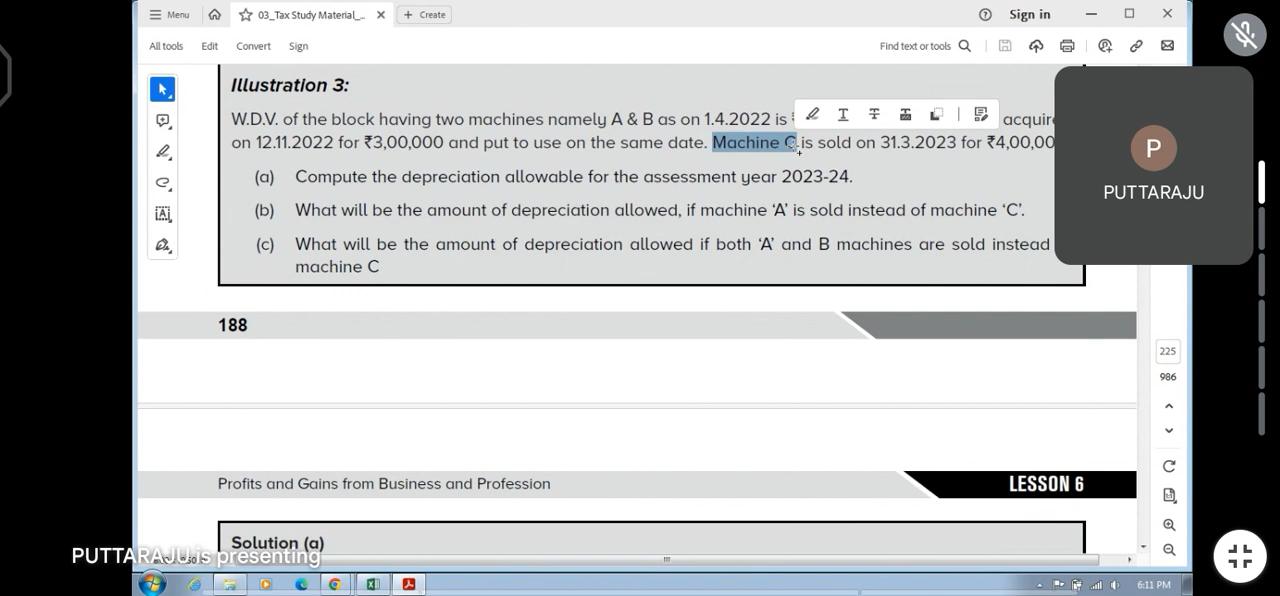 Menu
03_Tax Study Material_...
Create
Sign in
All tools
Edit
Convert
Sign
Find text or tools
Illustration 3:
W.D.V. of the block having two machines namely A & B as on 1.4.2022 is
on 12.11.2022 for ₹3,00,000 and put to use on the same date. Machine C is sold on 31.3.2023 for ₹4,00,00
(a) Compute the depreciation allowable for the assessment year 2023-24.
(b) What will be the amount of depreciation allowed, if machine ‘A’ is sold instead of machine ‘C’.
(c) What will be the amount of depreciation allowed if both ‘A’ and B machines are sold instead
machine C
P
PUTTARAJU
188
225
986
Profits and Gains from Business and Profession
LESSON 6
Solution (a)
PUTTARAJU is presenting
6:11 PM